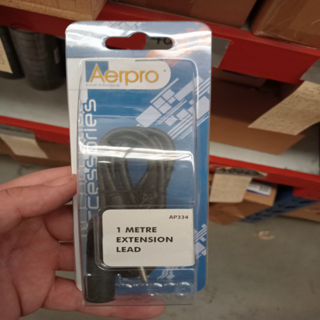 Aerpro
accessories
AP334
1 METRE
EXTENSION
LEAD